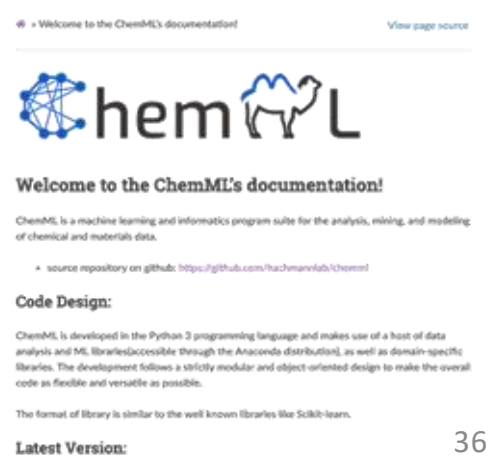 » Welcome to the ChemML's documentation!
View page source
ChemML
Welcome to the ChemML's documentation!
ChemML is a machine learning and informatics program suite for the analysis, mining, and modeling
of chemical and materials data.
• source repository on github: https://github.com/hachmannlab/chemml
Code Design:
ChemML is developed in the Python 3 programming language and makes use of a host of data
analysis and ML libraries(accessible through the Anaconda distribution), as well as domain-specific
libraries. The development follows a strictly modular and object-oriented design to make the overall
code as flexible and versatile as possible.
The format of library is similar to the well known libraries like Scikit-learn.
Latest Version:
36